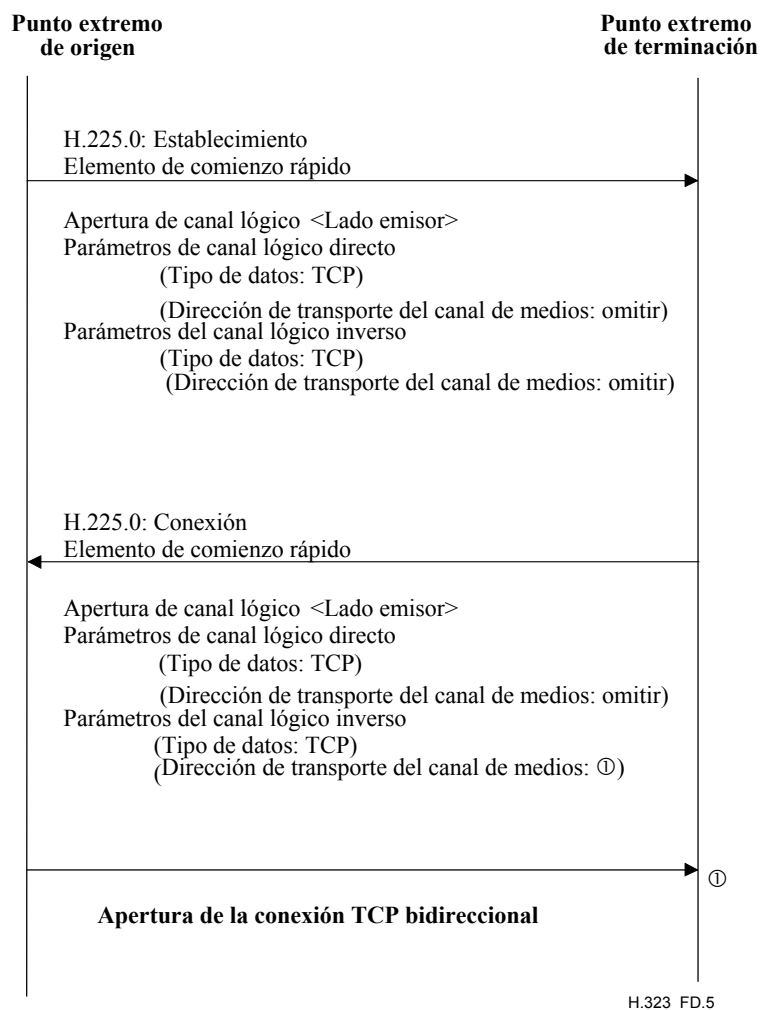 Punto extremo
de origen
Punto extremo
de terminación
H.225.0: Establecimiento
Elemento de comienzo rápido
Apertura de canal lógico <Lado emisor>
Parámetros de canal lógico directo
(Tipo de datos: TCP)
(Dirección de transporte del canal de medios: omitir)
Parámetros del canal lógico inverso
(Tipo de datos: TCP)
(Dirección de transporte del canal de medios: omitir)
H.225.0: Conexión
Elemento de comienzo rápido
Apertura de canal lógico <Lado emisor>
Parámetros de canal lógico directo
(Tipo de datos: TCP)
(Dirección de transporte del canal de medios: omitir)
Parámetros del canal lógico inverso
(Tipo de datos: TCP)
(Dirección de transporte del canal de medios: ①)
①
Apertura de la conexión TCP bidireccional
H.323 FD.5